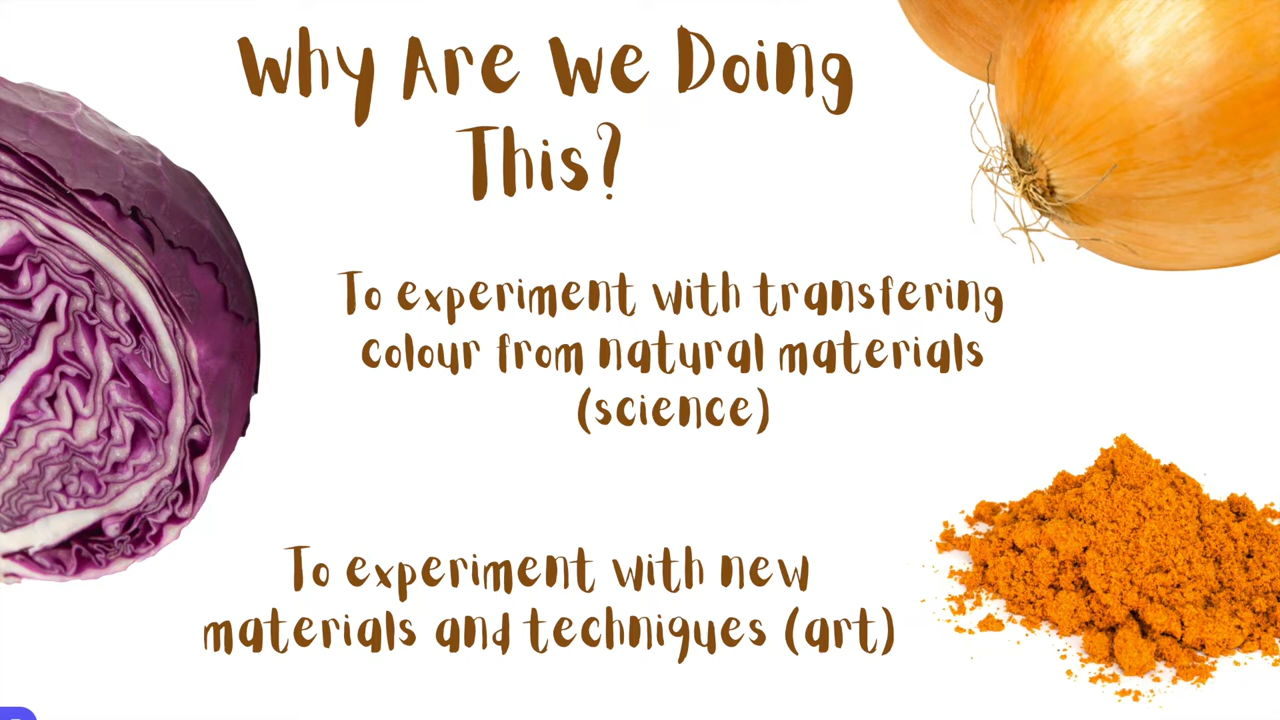 Why Are We Doing
This?
To experiment with transfering
colour from natural materials
(science)
To experiment with new
materials and techniques (art)